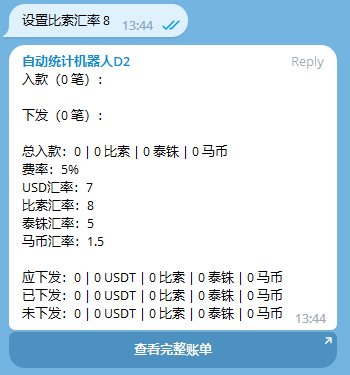 设置比索汇率 8 13:44
自动统计机器人D2 Reply
入款（0 笔）：
下发（0 笔）：
总入款：0 | 0 比索 | 0 泰铢 | 0 马币
费率：5%
USD汇率：7
比索汇率：8
泰铢汇率：5
马币汇率：1.5
应下发：0 | 0 USDT | 0 比索 | 0 泰铢 | 0 马币
已下发：0 | 0 USDT | 0 比索 | 0 泰铢 | 0 马币
未下发：0 | 0 USDT | 0 比索 | 0 泰铢 | 0 马币
13:44
查看完整账单